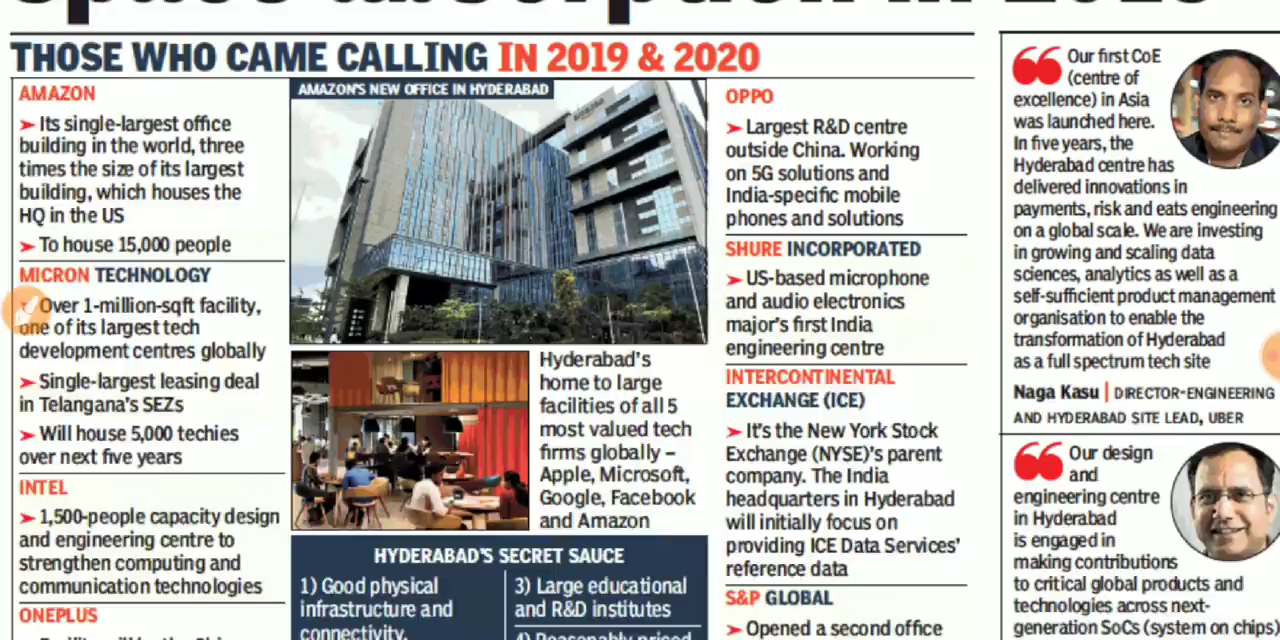 THOSE WHO CAME CALLING IN 2019 & 2020
AMAZON
➤ Its single-largest office
building in the world, three
times the size of its largest
building, which houses the
HQ in the US
➤ To house 15,000 people
MICRON TECHNOLOGY
Over 1-million-sqft facility,
one of its largest tech
development centres globally
➤ Single-largest leasing deal
in Telangana's SEZs
➤ Will house 5,000 techies
over next five years
INTEL
➤ 1,500-people capacity design
and engineering centre to
strengthen computing and
communication technologies
ONEPLUS
AMAZON'S NEW OFFICE IN HYDERABAD
Hyderabad's
home to large
facilities of all 5
most valued tech
firms globally –
Apple, Microsoft,
Google, Facebook
and Amazon
HYDERABAD'S SECRET SAUCE
1) Good physical
infrastructure and
connectivity,
3) Large educational
and R&D institutes
4) Reasonably priced
OPPO
➤ Largest R&D centre
outside China. Working
on 5G solutions and
India-specific mobile
phones and solutions
SHURE INCORPORATED
➤ US-based microphone
and audio electronics
major's first India
engineering centre
INTERCONTINENTAL
EXCHANGE (ICE)
➤ It's the New York Stock
Exchange (NYSE)'s parent
company. The India
headquarters in Hyderabad
will initially focus on
providing ICE Data Services'
reference data
S&P GLOBAL
➤ Opened a second office
Our first CoE
(centre of
excellence) in Asia
was launched here.
In five years, the
Hyderabad centre has
delivered innovations in
payments, risk and eats engineering
on a global scale. We are investing
in growing and scaling data
sciences, analytics as well as a
self-sufficient product management
organisation to enable the
transformation of Hyderabad
as a full spectrum tech site
Naga Kasu | DIRECTOR-ENGINEERING
AND HYDERABAD SITE LEAD, UBER
Our design
and
engineering centre
in Hyderabad
is engaged in
making contributions
to critical global products and
technologies across next-
generation SoCs (system on chips)